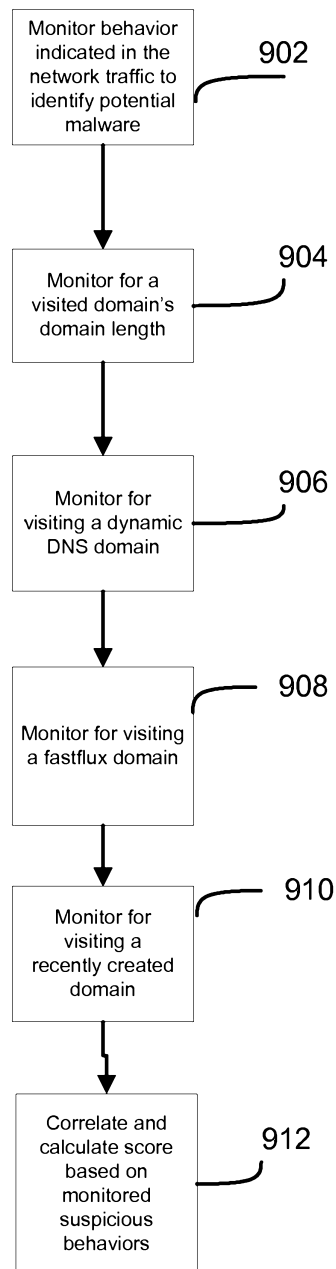 Monitor behavior
indicated in the
network traffic to
identify potential
malware
902
Monitor for a
visited domain's
domain length
904
Monitor for
visiting a dynamic
DNS domain
906
Monitor for visiting
a fastflux domain
908
Monitor for
visiting a
recently created
domain
910
Correlate and
calculate score
based on
monitored
suspicious
behaviors
912